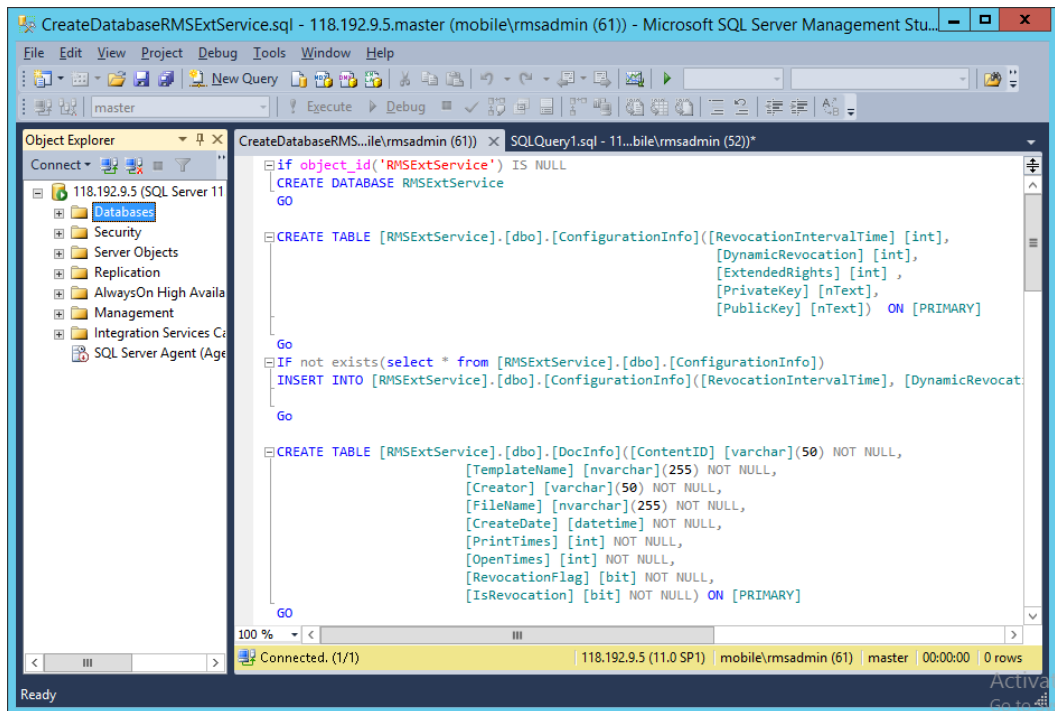 CreateDatabaseRMSExtService.sql - 118.192.9.5.master (mobile\rmsadmin (61)) - Microsoft SQL Server Management Stu...
File Edit View Project Debug Tools Window Help
New Query
master
Execute Debug
Object Explorer
CreateDatabaseRMS...ile\rmsadmin (61))
SQLQuery1.sql - 11...bile\rmsadmin (52))*
Connect
118.192.9.5 (SQL Server 11
Databases
Security
Server Objects
Replication
AlwaysOn High Availa
Management
Integration Services Ca
SQL Server Agent (Age
if object_id('RMSExtService') IS NULL
CREATE DATABASE RMSExtService
GO
CREATE TABLE [RMSExtService].[dbo].[ConfigurationInfo]([RevocationIntervalTime] [int],
[DynamicRevocation] [int],
[ExtendedRights] [int] ,
[PrivateKey] [nText],
[PublicKey] [nText]) ON [PRIMARY]
Go
IF not exists(select * from [RMSExtService].[dbo].[ConfigurationInfo])
INSERT INTO [RMSExtService].[dbo].[ConfigurationInfo]([RevocationIntervalTime], [DynamicRevocat
Go
CREATE TABLE [RMSExtService].[dbo].[DocInfo]([ContentID] [varchar](50) NOT NULL,
[TemplateName] [nvarchar](255) NOT NULL,
[Creator] [varchar](50) NOT NULL,
[FileName] [nvarchar](255) NOT NULL,
[CreateDate] [datetime] NOT NULL,
[PrintTimes] [int] NOT NULL,
[OpenTimes] [int] NOT NULL,
[RevocationFlag] [bit] NOT NULL,
[IsRevocation] [bit] NOT NULL) ON [PRIMARY]
GO
100 %
Connected. (1/1)
118.192.9.5 (11.0 SP1) mobile\rmsadmin (61) master 00:00:00 0 rows
Ready
Activa
Go to